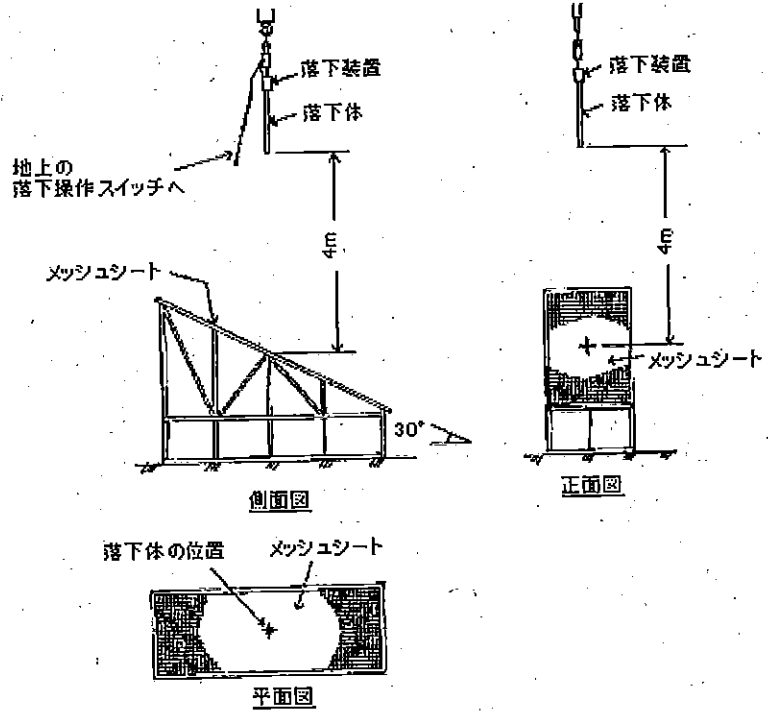 落下装置
落下体
地上の
落下操作スイッチへ
4m
メッシュシート
30°
側面図
落下装置
落下体
4m
メッシュシート
正面図
落下体の位置
メッシュシート
平面図